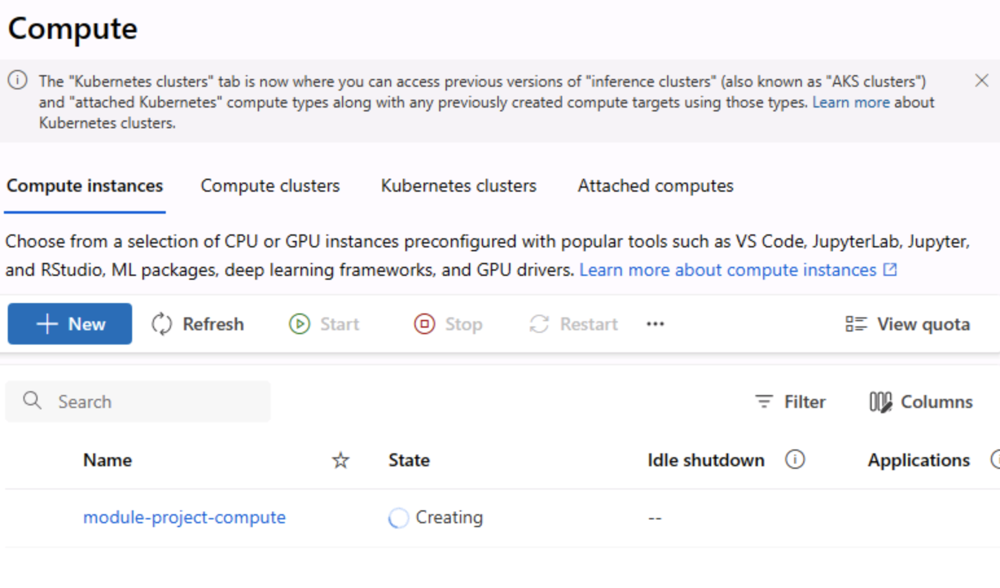 Compute
The "Kubernetes clusters" tab is now where you can access previous versions of "inference clusters" (also known as "AKS clusters")
and "attached Kubernetes" compute types along with any previously created compute targets using those types. Learn more about
Kubernetes clusters.
Compute instances Compute clusters Kubernetes clusters Attached computes
Choose from a selection of CPU or GPU instances preconfigured with popular tools such as VS Code, JupyterLab, Jupyter,
and RStudio, ML packages, deep learning frameworks, and GPU drivers. Learn more about compute instances
New Refresh Start Stop Restart ... View quota
Search Filter Columns
Name State Idle shutdown Applications
module-project-compute Creating --